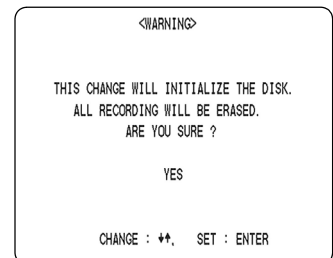 <WARNING>
THIS CHANGE WILL INITIALIZE THE DISK.
ALL RECORDING WILL BE ERASED.
ARE YOU SURE ?
YES
CHANGE : ↓↑, SET : ENTER